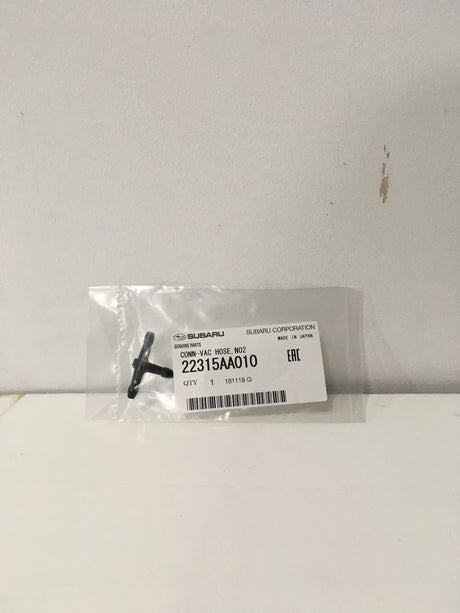 SUBARU SUBARU CORPORATION
GENUINE PARTS MADE IN JAPAN
CONN-VAC HOSE,NO2
22315AA010 EAC
QTY 1 181119 G